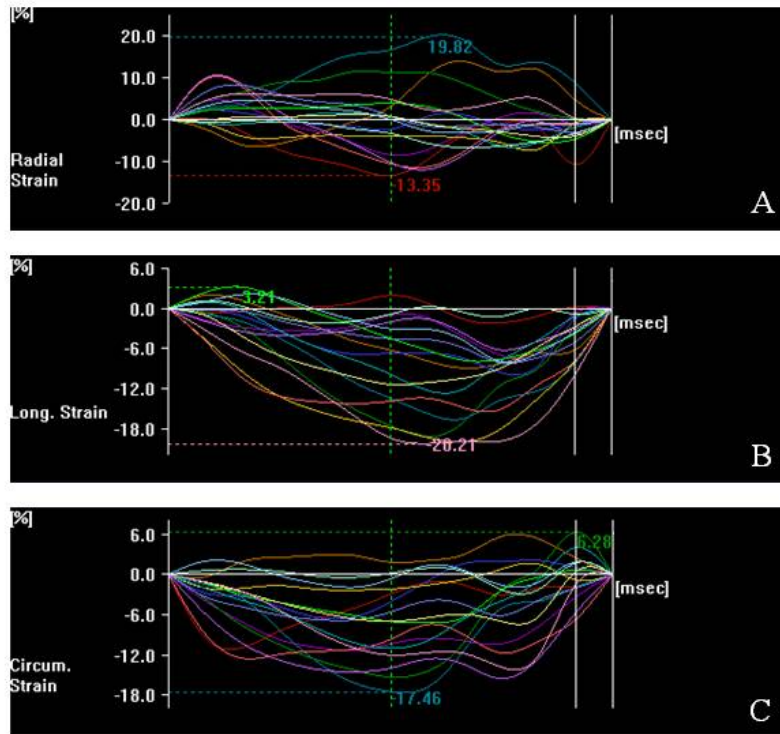 [%]
20.0
19.82
10.0
0.0
[msec]
Radial
Strain
-10.0
-13.35
-20.0
A
[%]
6.0
3.21
0.0
[msec]
-6.0
-12.0
Long. Strain
-18.0
-20.21
B
[%]
6.0
6.28
0.0
[msec]
-6.0
-12.0
Circum.
Strain
-18.0
-17.46
C